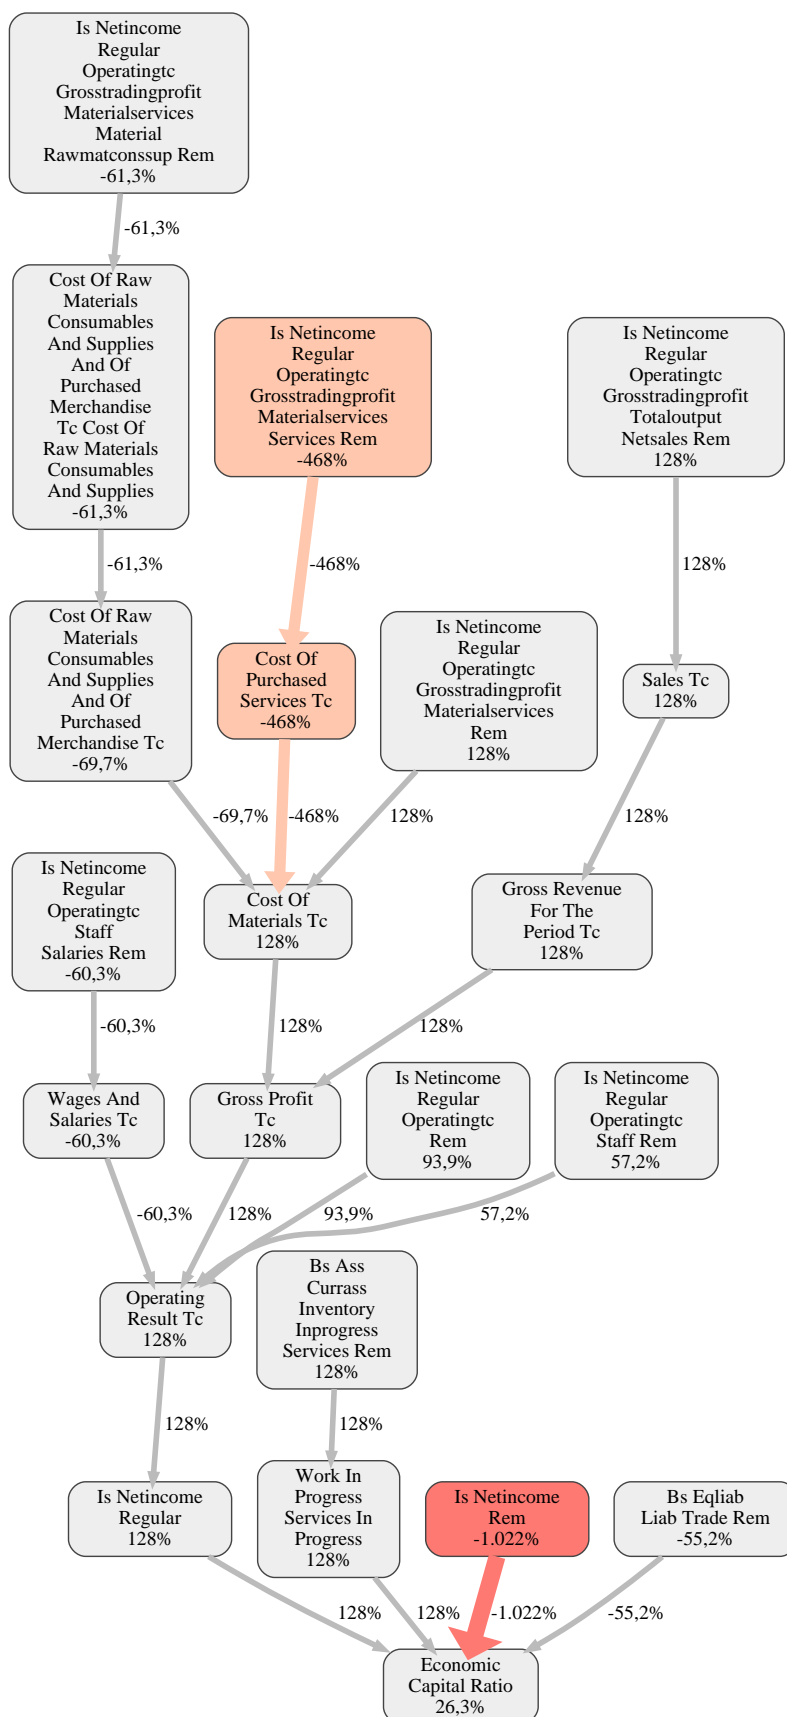 Is Netincome
Regular
Operatingtc
Grosstradingprofit
Materialservices
Material
Rawmatconssup Rem
-61,3%
-61,3%
Cost Of Raw
Materials
Consumables
And Supplies
And Of
Purchased
Merchandise
Tc Cost Of
Raw Materials
Consumables
And Supplies
-61,3%
Is Netincome
Regular
Operatingtc
Grosstradingprofit
Materialservices
Services Rem
-468%
Is Netincome
Regular
Operatingtc
Grosstradingprofit
Totaloutput
Netsales Rem
128%
-61,3%
-468%
128%
Cost Of Raw
Materials
Consumables
And Supplies
And Of
Purchased
Merchandise Tc
-69,7%
Cost Of
Purchased
Services Tc
-468%
Is Netincome
Regular
Operatingtc
Grosstradingprofit
Materialservices
Rem
128%
Sales Tc
128%
-69,7%
-468%
128%
128%
Is Netincome
Regular
Operatingtc
Staff
Salaries Rem
-60,3%
Cost Of
Materials Tc
128%
Gross Revenue
For The
Period Tc
128%
-60,3%
128%
128%
Wages And
Salaries Tc
-60,3%
Gross Profit
Tc
128%
Is Netincome
Regular
Operatingtc
Rem
93,9%
Is Netincome
Regular
Operatingtc
Staff Rem
57,2%
-60,3%
128%
93,9%
57,2%
Operating
Result Tc
128%
Bs Ass
Currass
Inventory
Inprogress
Services Rem
128%
128%
128%
Is Netincome
Regular
128%
Work In
Progress
Services In
Progress
128%
Is Netincome
Rem
-1.022%
Bs Eqliab
Liab Trade Rem
-55,2%
128%
128%
-1.022%
-55,2%
Economic
Capital Ratio
26,3%